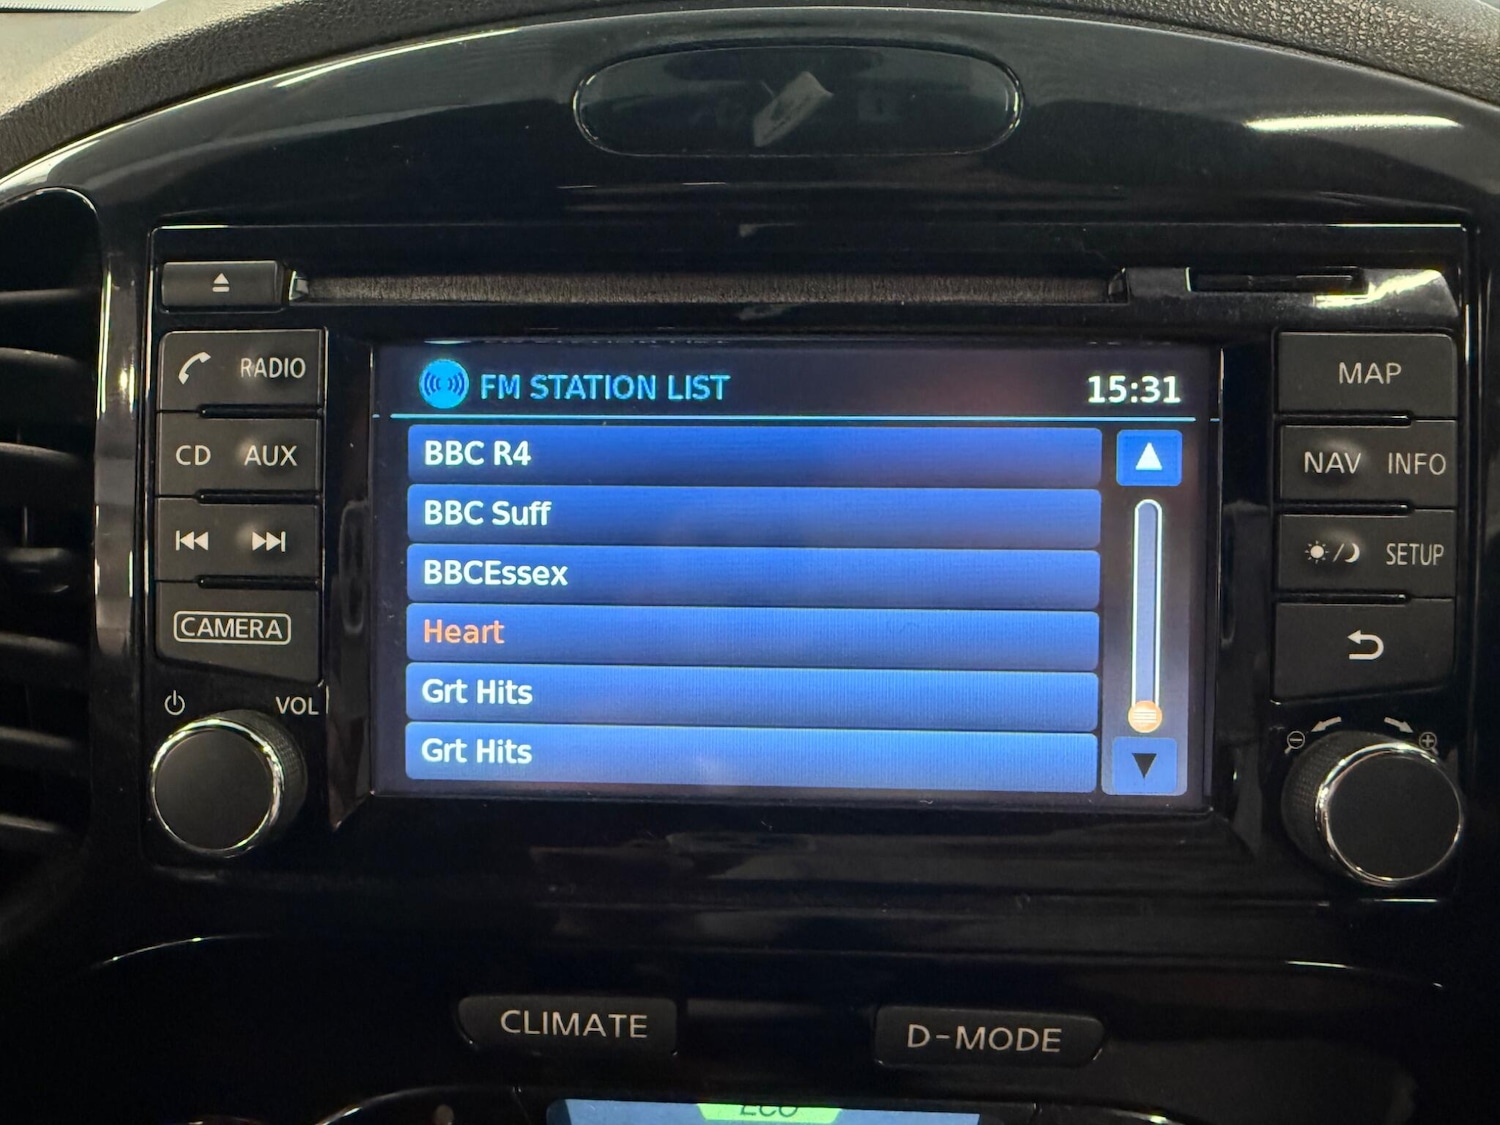 RADIO
CD AUX
CAMERA
VOL
FM STATION LIST 15:31
BBC R4
BBC Suff
BBCEssex
Heart
Grt Hits
Grt Hits
MAP
NAV INFO
SETUP
CLIMATE
D-MODE
ECO